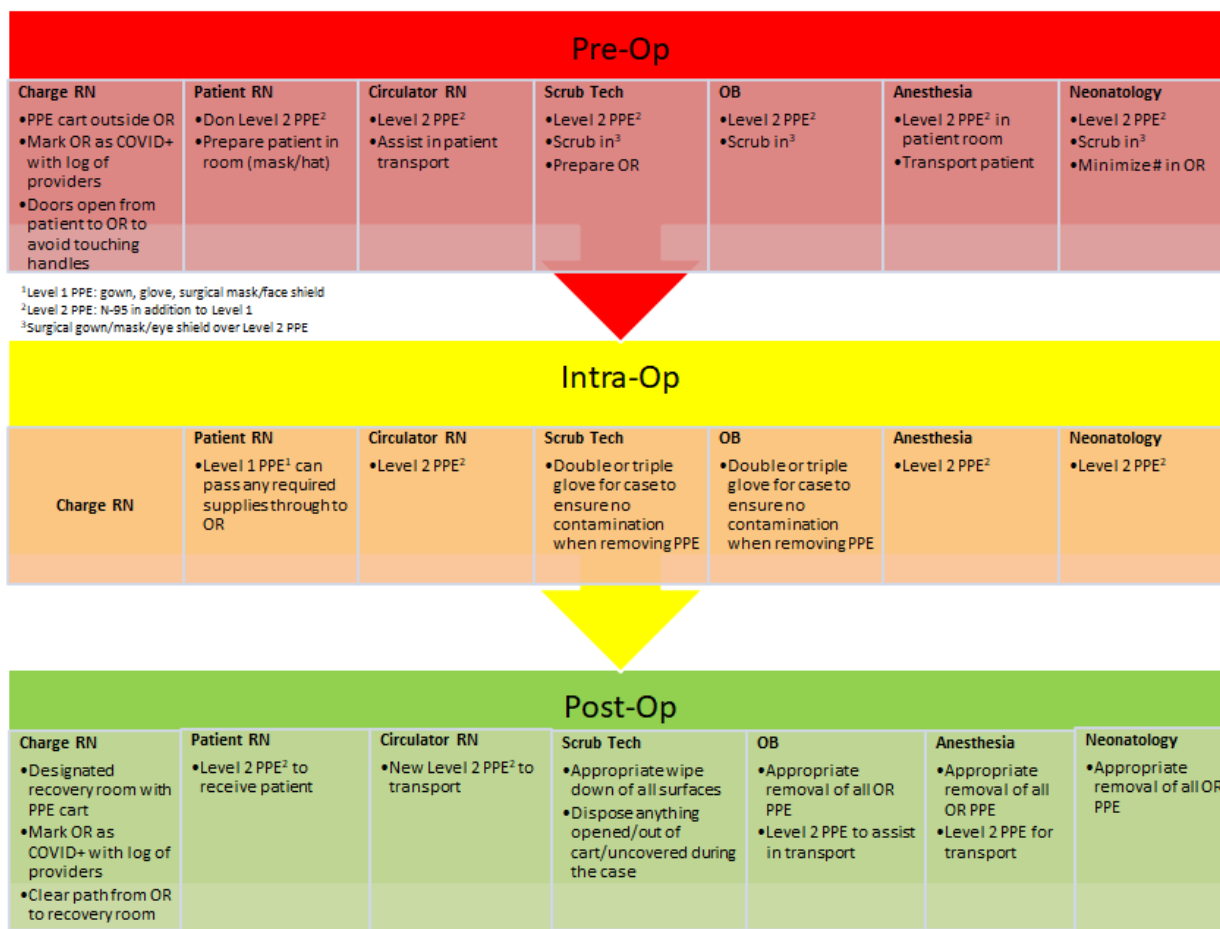 Pre-Op
Charge RN
•PPE cart outside OR
•Mark OR as COVID+
with log of
providers
•Doors open from
patient to OR to
avoid touching
handles
Patient RN
•Don Level 2 PPE²
•Prepare patient in
room (mask/hat)
Circulator RN
•Level 2 PPE²
•Assist in patient
transport
Scrub Tech
•Level 2 PPE²
•Scrub in³
•Prepare OR
OB
•Level 2 PPE²
•Scrub in³
Anesthesia
•Level 2 PPE² in
patient room
•Transport patient
Neonatology
•Level 2 PPE²
•Scrub in³
•Minimize # in OR
¹Level 1 PPE: gown, glove, surgical mask/face shield
²Level 2 PPE: N-95 in addition to Level 1
³Surgical gown/mask/eye shield over Level 2 PPE
Intra-Op
Charge RN
Patient RN
•Level 1 PPE¹ can
pass any required
supplies through to
OR
Circulator RN
•Level 2 PPE²
Scrub Tech
•Double or triple
glove for case to
ensure no
contamination
when removing PPE
OB
•Double or triple
glove for case to
ensure no
contamination
when removing PPE
Anesthesia
•Level 2 PPE²
Neonatology
•Level 2 PPE²
Post-Op
Charge RN
•Designated
recovery room with
PPE cart
•Mark OR as
COVID+ with log of
providers
•Clear path from OR
to recovery room
Patient RN
•Level 2 PPE² to
receive patient
Circulator RN
•New Level 2 PPE² to
transport
Scrub Tech
•Appropriate wipe
down of all surfaces
•Dispose anything
opened/out of
cart/uncovered during
the case
OB
•Appropriate
removal of all OR
PPE
•Level 2 PPE to assist
in transport
Anesthesia
•Appropriate
removal of all
OR PPE
•Level 2 PPE for
transport
Neonatology
•Appropriate
removal of all OR
PPE